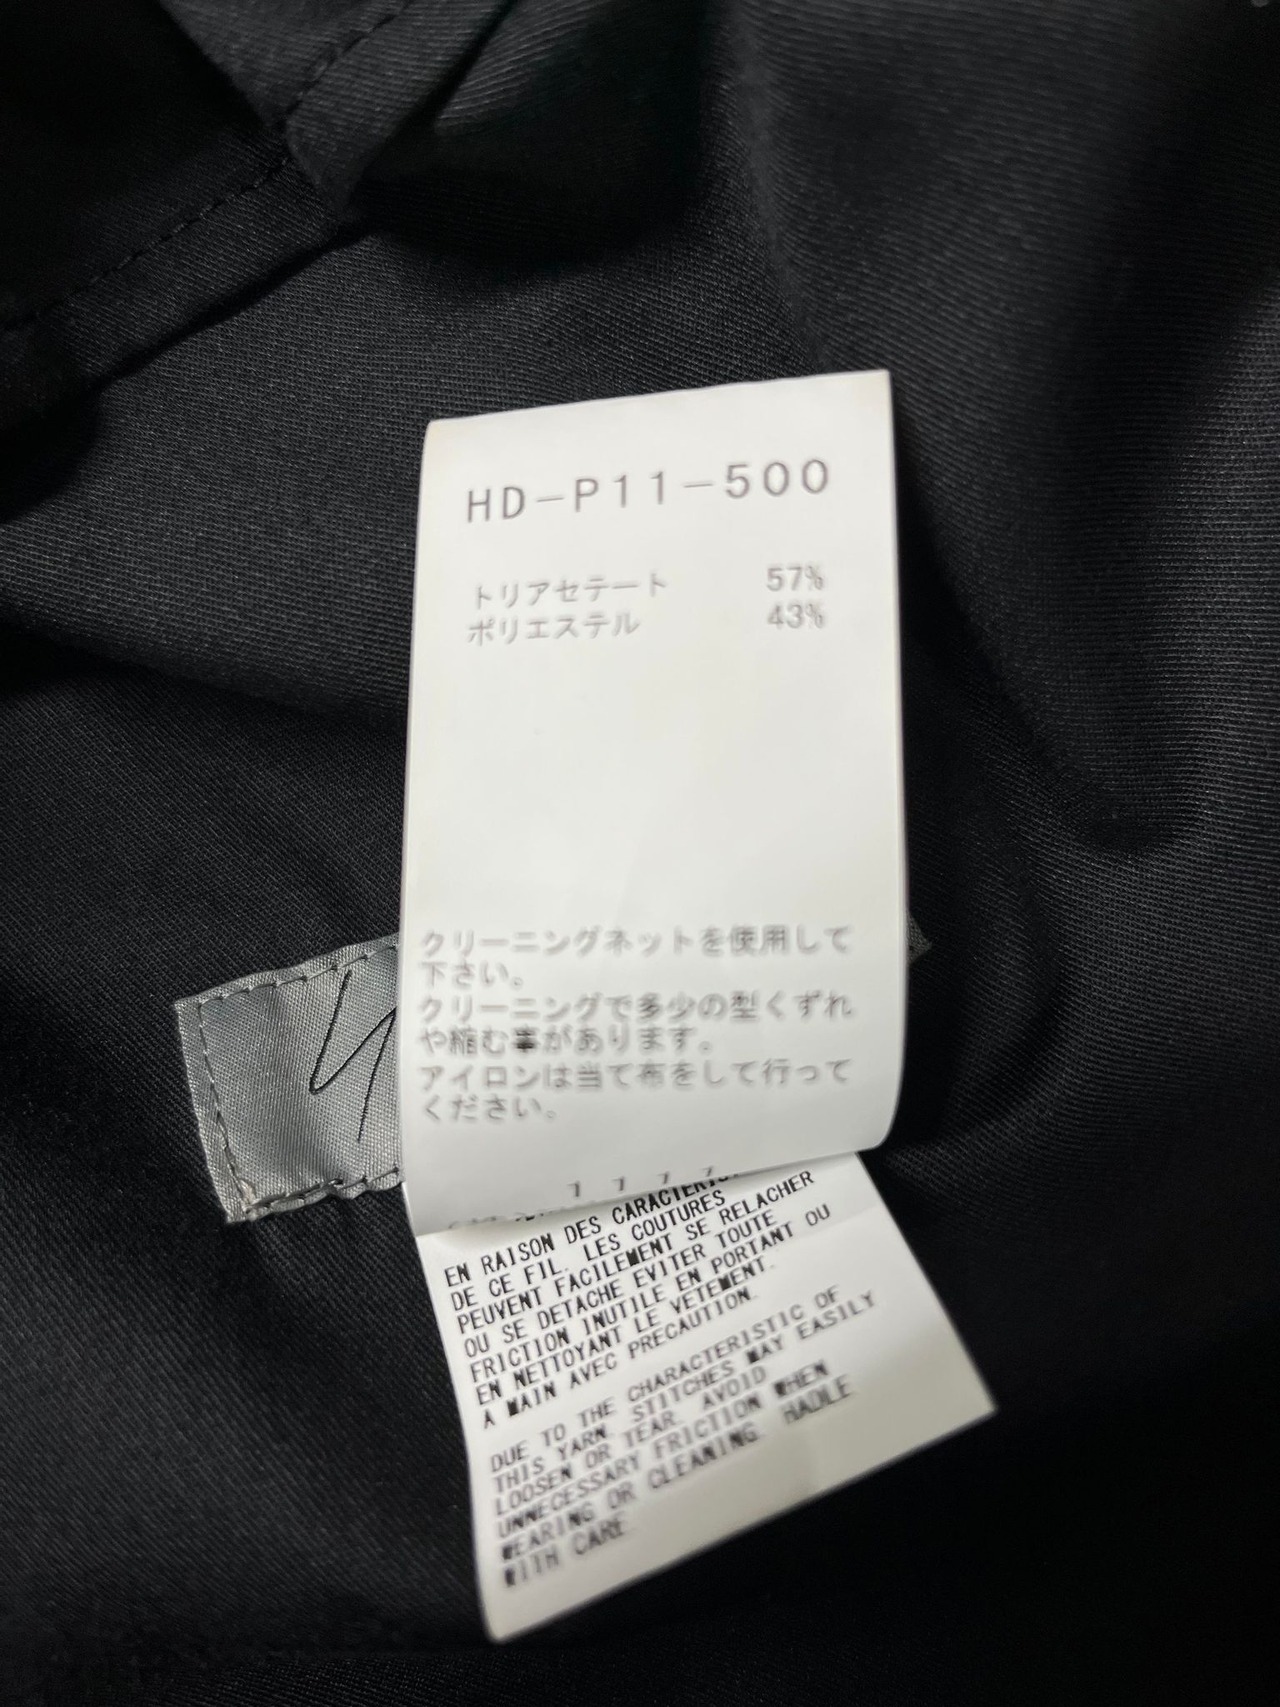 HD-P11-500
トリアセテート 57%
ポリエステル 43%
クリーニングネットを使用して
下さい。
クリーニングで多少の型くずれ
や縮む事があります。
アイロンは当て布をして行って
ください。
EN RAISON DES
DE CE FIL. LES COUTURES
PEUVENT FACILEMENT SE RELACHER
OU SE DETACHE EVITER TOUTE
FRICTION INUTILE EN PORTANT OU
EN NETTOYANT LE VETEMENT.
A MAIN AVEC PRECAUTION.
DUE TO THE CHARACTERISTIC OF
THIS YARN. THE STITCHES MAY EASILY
LOOSEN OR TEAR. AVOID
UNNECESSARY FRICTION WHEN
WEARING OR CLEANING. HADLE
WITH CARE.